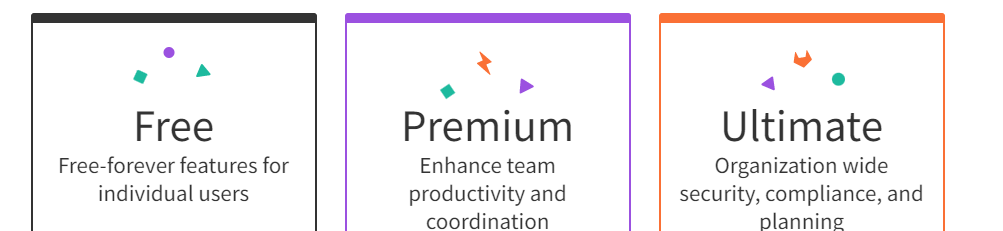 Free
Free-forever features for
individual users
Premium
Enhance team
productivity and
coordination
Ultimate
Organization wide
security, compliance, and
planning